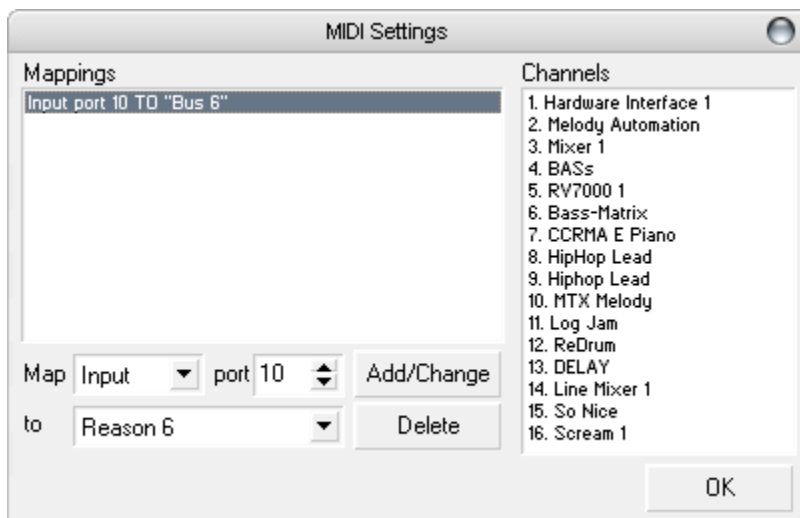 MIDI Settings
Mappings
Input port 10 TO "Bus 6"
Map Input port 10 Add/Change
to Reason 6 Delete
Channels
1. Hardware Interface 1
2. Melody Automation
3. Mixer 1
4. BASs
5. RV7000 1
6. Bass-Matrix
7. CCRMA E Piano
8. HipHop Lead
9. Hiphop Lead
10. MTX Melody
11. Log Jam
12. ReDrum
13. DELAY
14. Line Mixer 1
15. So Nice
16. Scream 1
OK